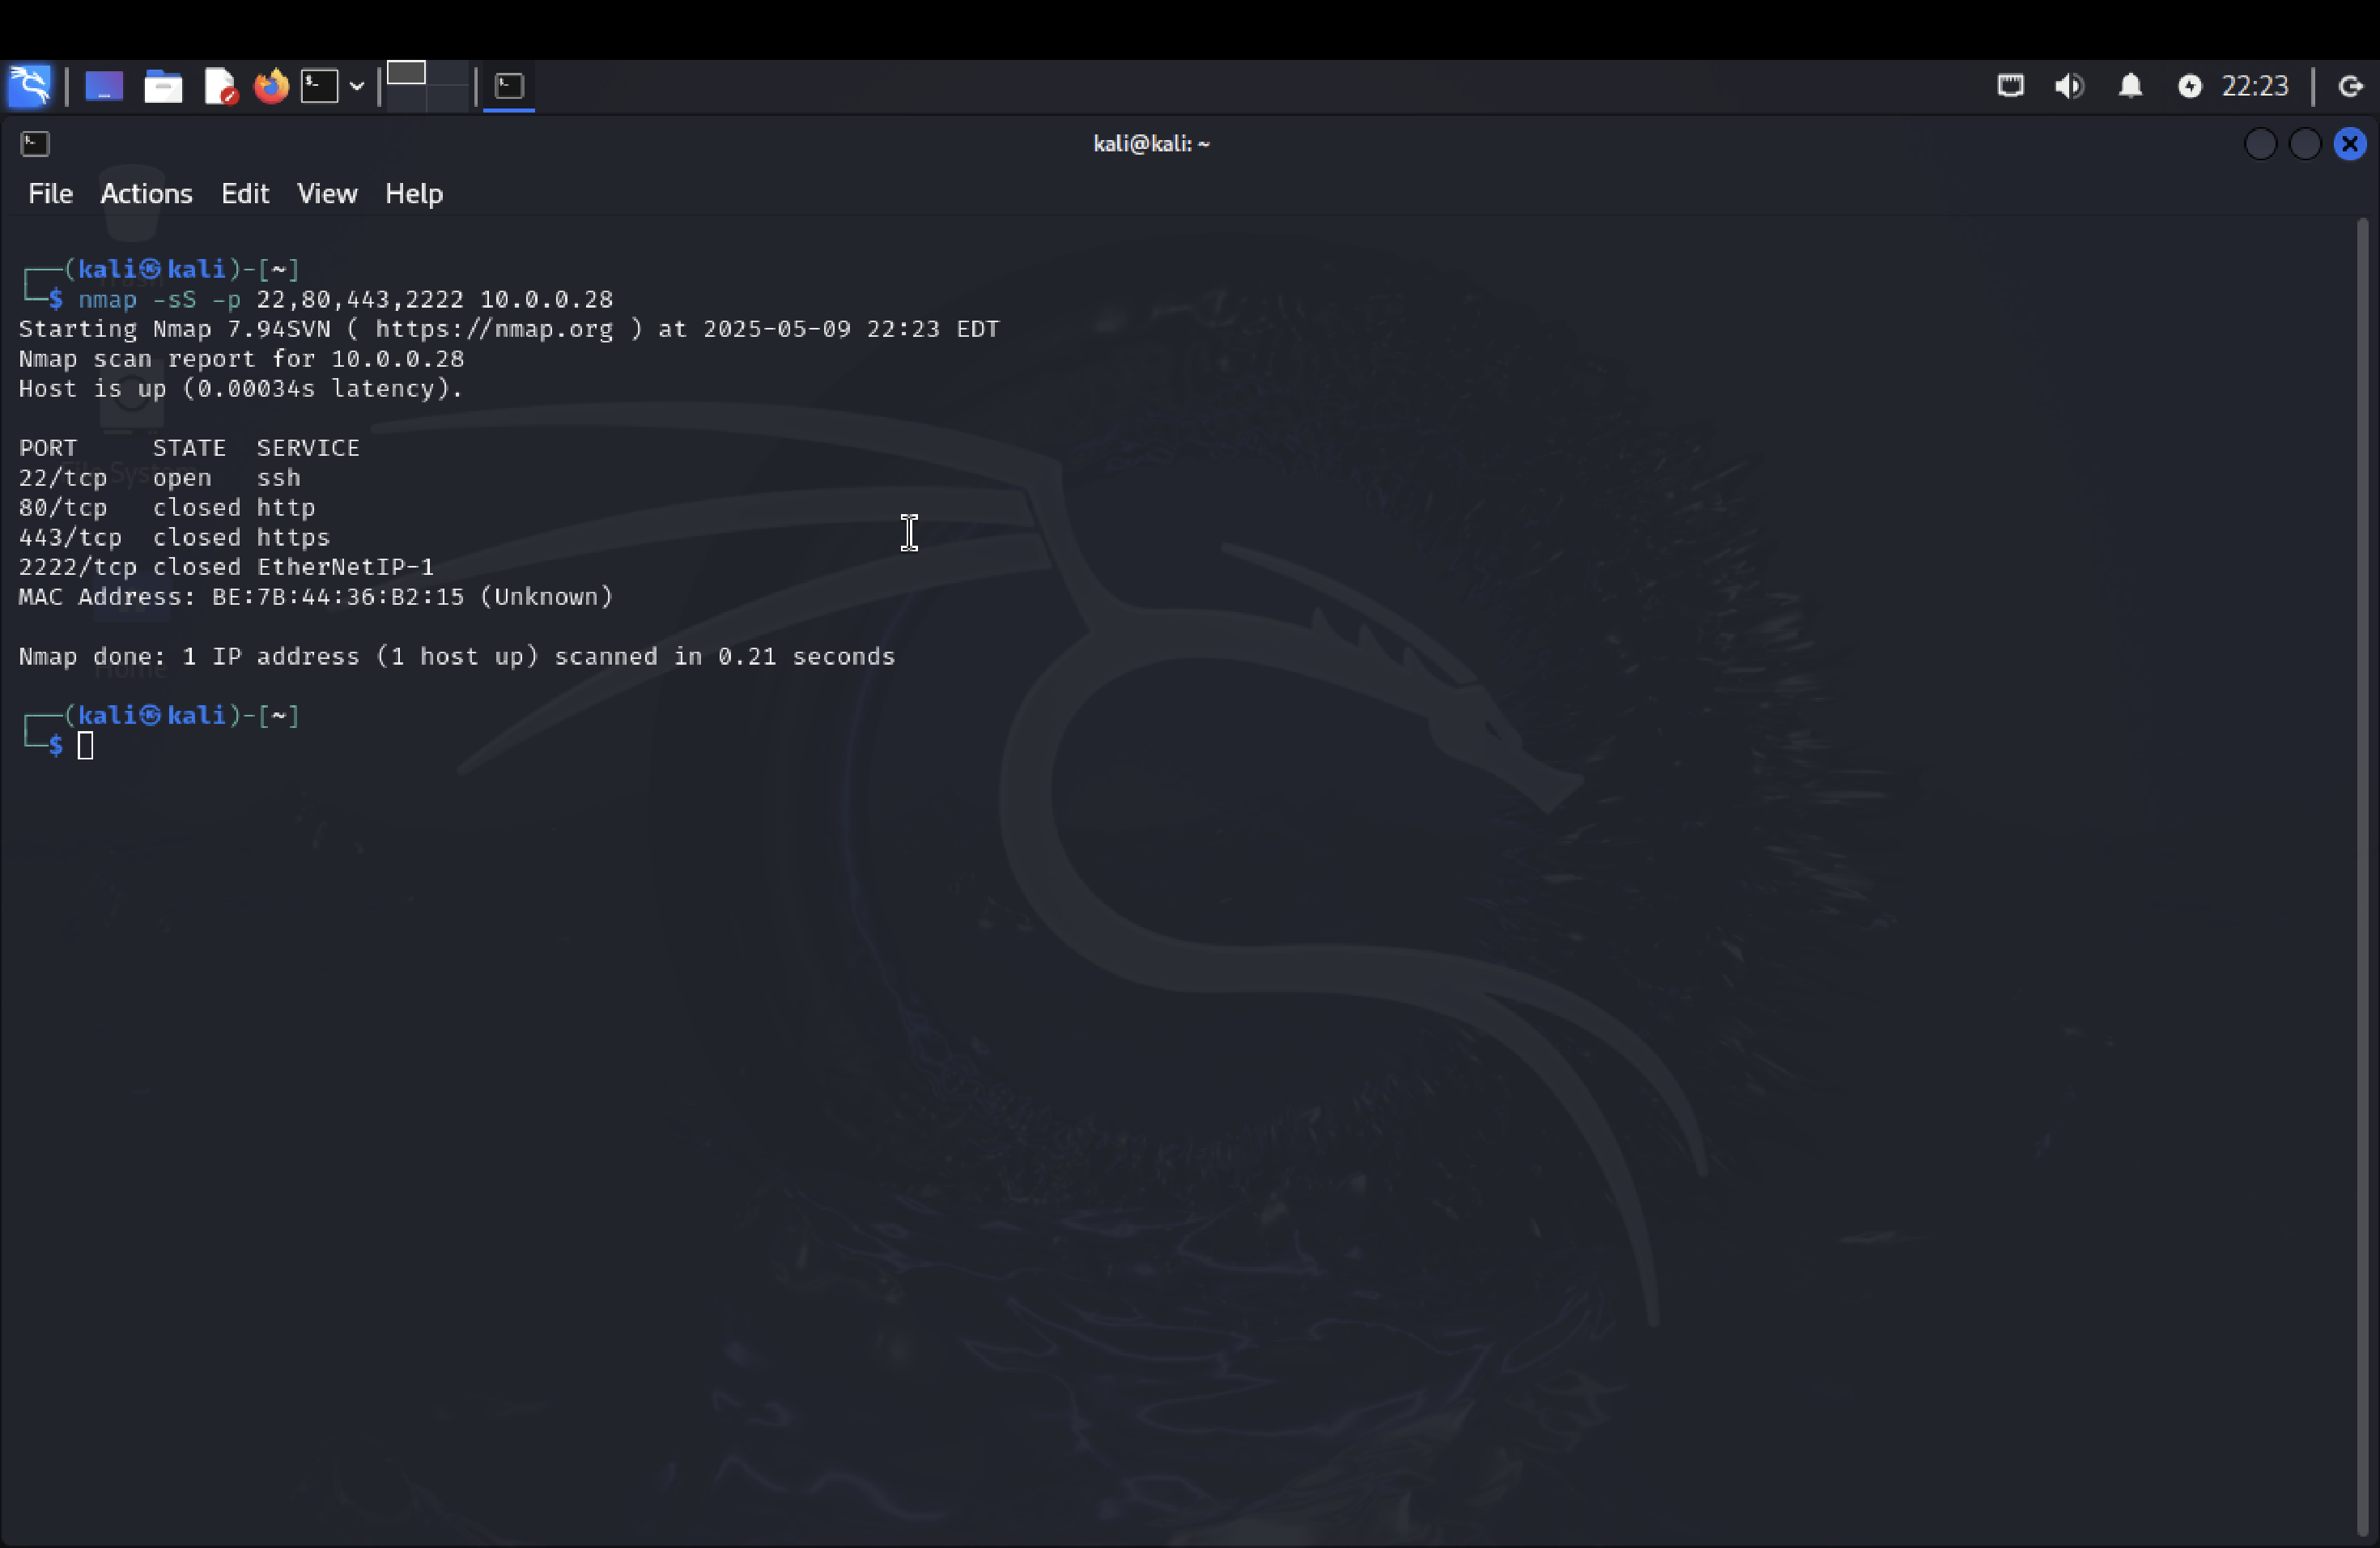 22:23
kali@kali: ~
File Actions Edit View Help
┌──(kali㉿kali)-[~]
└─$ nmap -sS -p 22,80,443,2222 10.0.0.28
Starting Nmap 7.94SVN ( https://nmap.org ) at 2025-05-09 22:23 EDT
Nmap scan report for 10.0.0.28
Host is up (0.00034s latency).
PORT     STATE  SERVICE
22/tcp   open   ssh
80/tcp   closed http
443/tcp  closed https
2222/tcp closed EtherNetIP-1
MAC Address: BE:7B:44:36:B2:15 (Unknown)
Nmap done: 1 IP address (1 host up) scanned in 0.21 seconds
┌──(kali㉿kali)-[~]
└─$
Trash
File System
Home